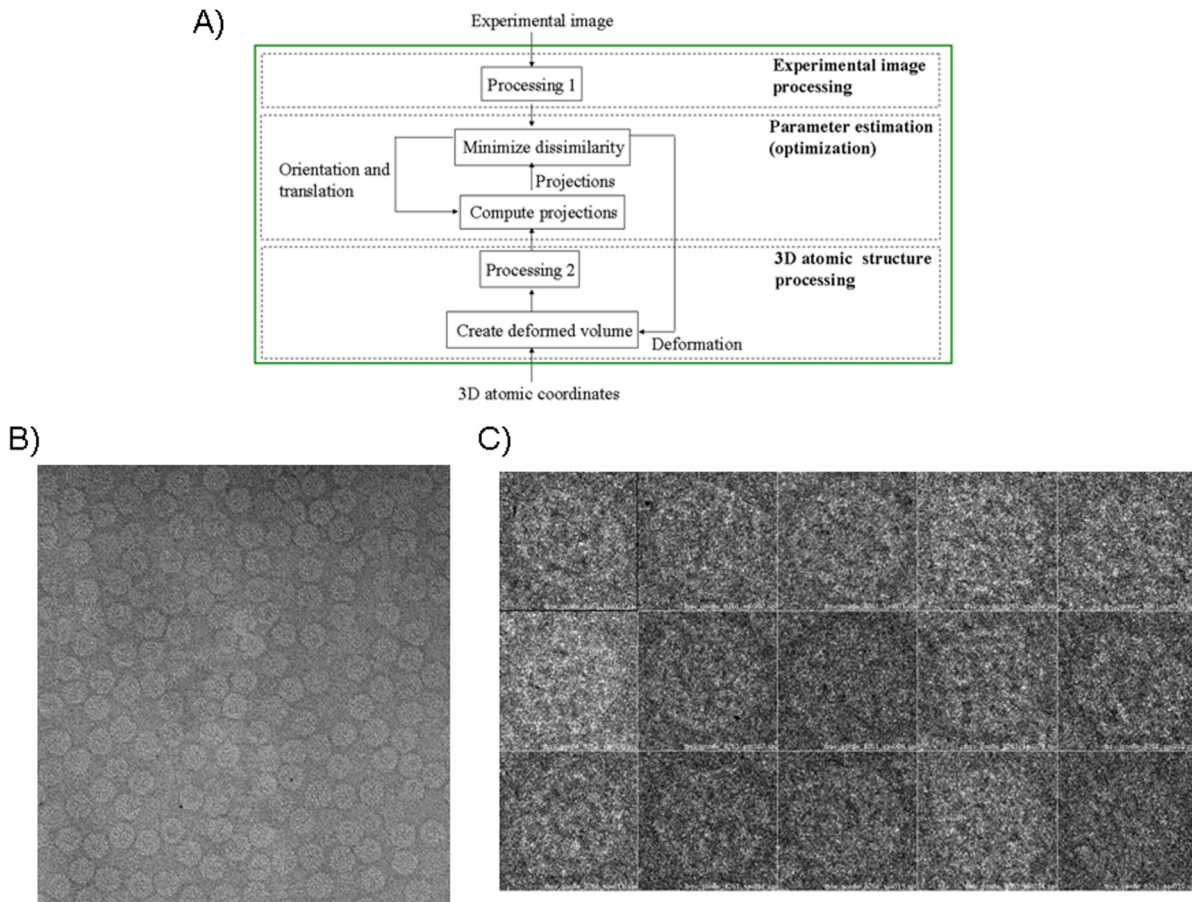 A)
Experimental image
Processing 1
Experimental image
processing
Minimize dissimilarity
Parameter estimation
(optimization)
Orientation and
translation
Projections
Compute projections
Processing 2
3D atomic structure
processing
Create deformed volume
Deformation
3D atomic coordinates
B)
C)